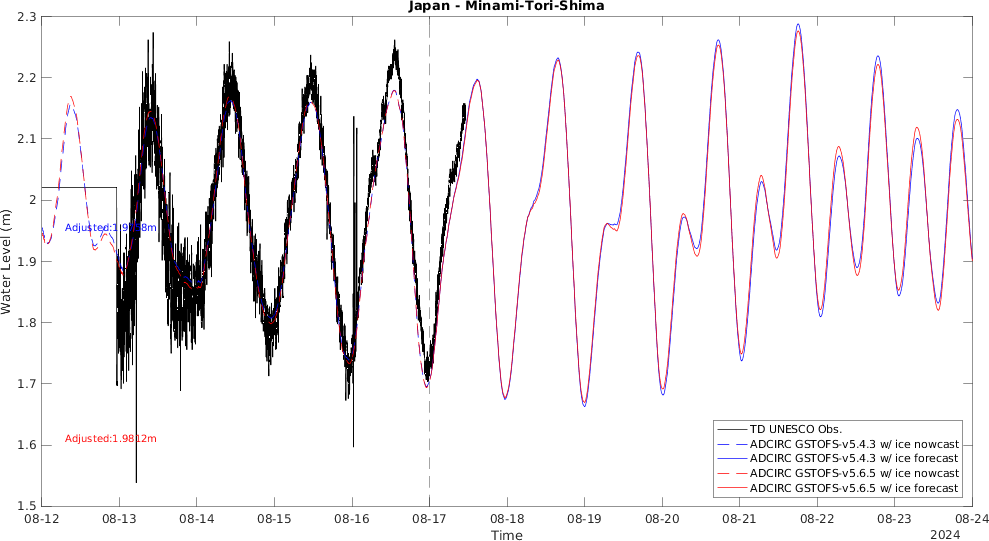 Japan - Minami-Tori-Shima
2.3
2.2
2.1
2
1.9
1.8
1.7
1.6
1.5
Water Level (m)
Adjusted:1.9758m
Adjusted:1.9812m
TD UNESCO Obs.
ADCIRC GSTOFS-v5.4.3 w/ ice nowcast
ADCIRC GSTOFS-v5.4.3 w/ ice forecast
ADCIRC GSTOFS-v5.6.5 w/ ice nowcast
ADCIRC GSTOFS-v5.6.5 w/ ice forecast
08-12 08-13 08-14 08-15 08-16 08-17 08-18 08-19 08-20 08-21 08-22 08-23 08-24
Time
2024